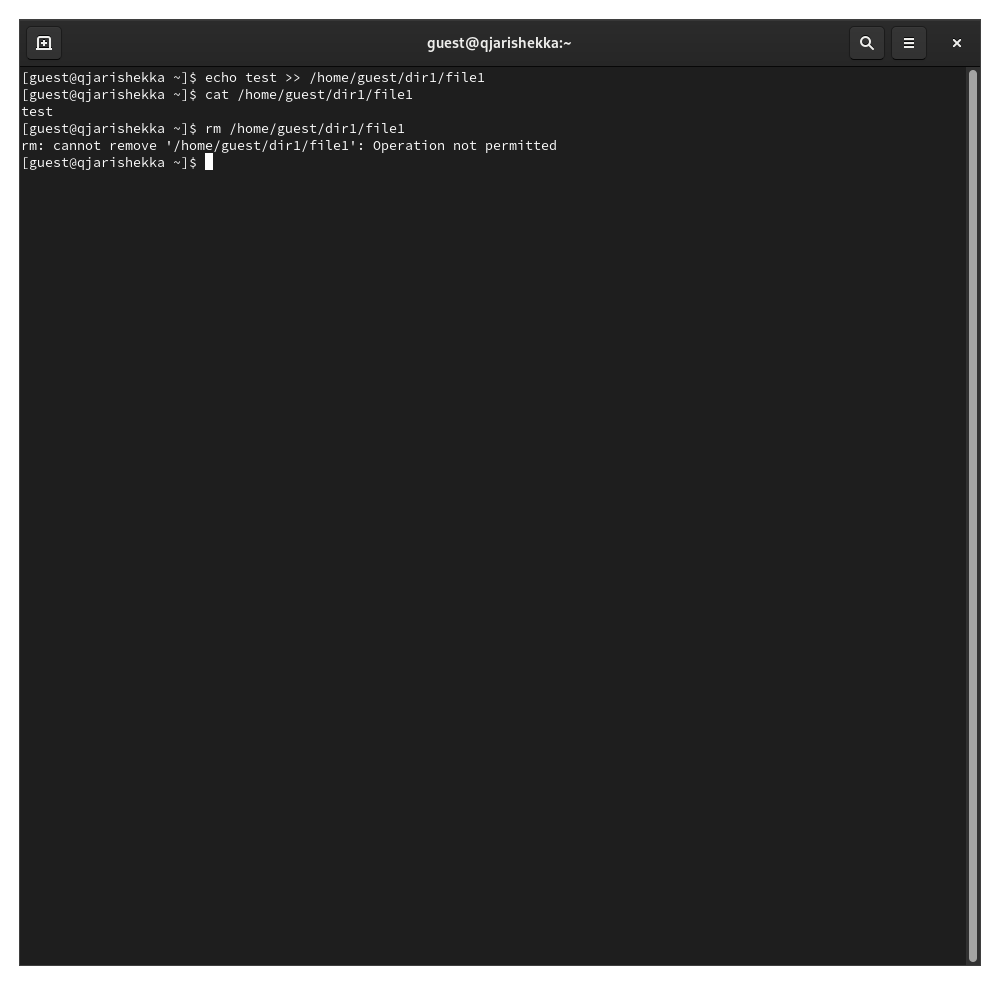 guest@qjarishekka:~
[guest@qjarishekka ~]$ echo test >> /home/guest/dir1/file1
[guest@qjarishekka ~]$ cat /home/guest/dir1/file1
test
[guest@qjarishekka ~]$ rm /home/guest/dir1/file1
rm: cannot remove '/home/guest/dir1/file1': Operation not permitted
[guest@qjarishekka ~]$